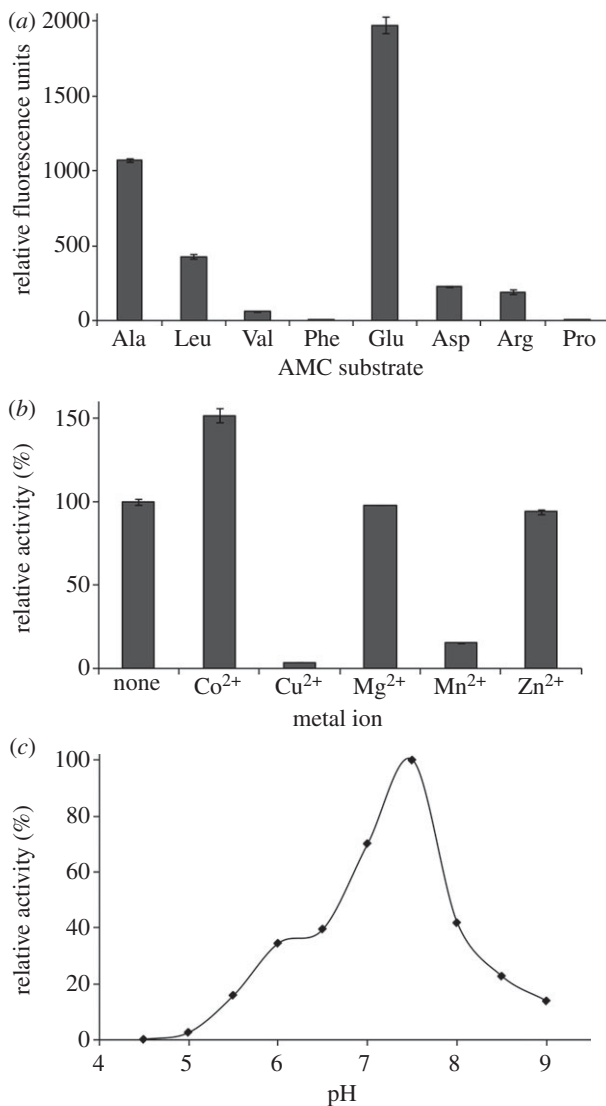 (a)
relative fluorescence units
2000
1500
1000
500
0
Ala Leu Val Phe Glu Asp Arg Pro
AMC substrate
(b)
relative activity (%)
150
100
50
0
none Co2+ Cu2+ Mg2+ Mn2+ Zn2+
metal ion
(c)
relative activity (%)
100
80
60
40
20
0
4 5 6 7 8 9
pH